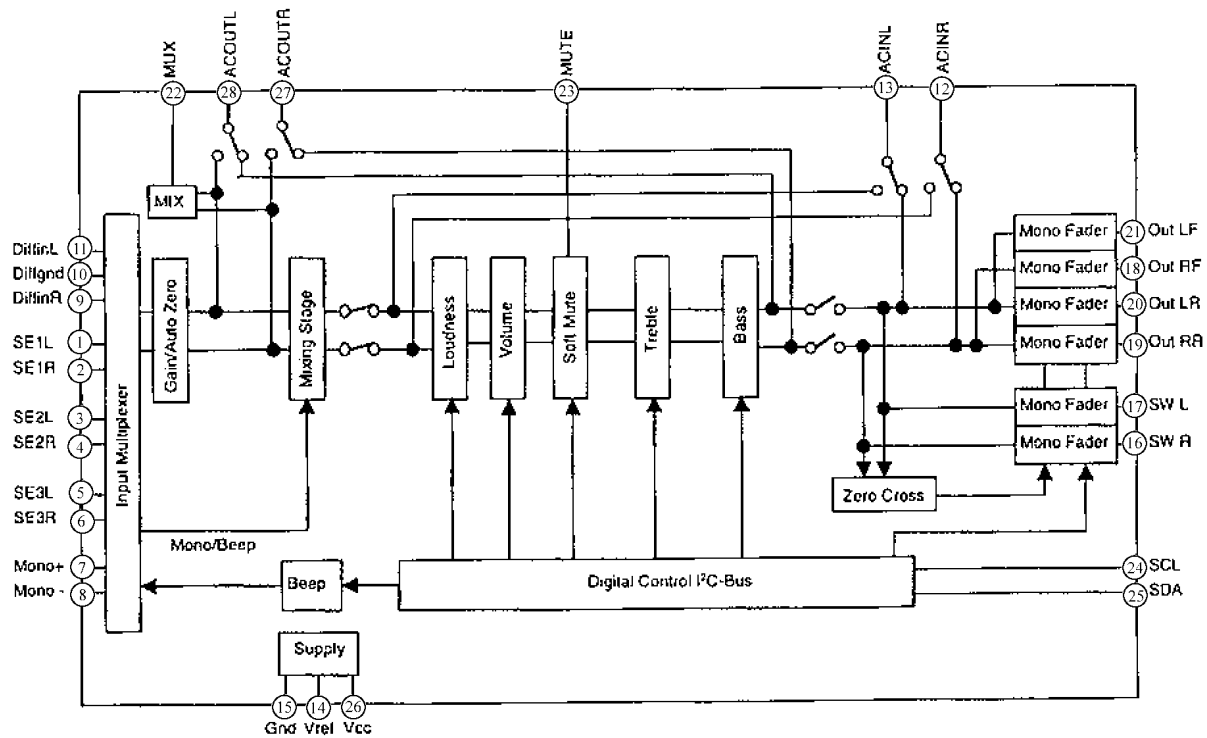 MUX
ACOUTL
ACOUTR
MUTE
ACINL
ACINR
22
28
27
23
13
12
MIX
DiffinL
11
Diffgnd
10
DiffinR
9
SE1L
1
SE1R
2
SE2L
3
SE2R
4
SE3L
5
SE3R
6
Mono+
7
Mono -
8
Input Multiplexer
Gain/Auto Zero
Mixing Stage
Loudness
Volume
Soft Mute
Treble
Bass
Mono Fader
21
Out LF
Mono Fader
18
Out RF
Mono Fader
20
Out LR
Mono Fader
19
Out RR
Mono Fader
17
SW L
Mono Fader
16
SW R
Zero Cross
Mono/Beep
Beep
Digital Control I²C-Bus
24
SCL
25
SDA
Supply
15
14
26
Gnd
Vref
Vcc